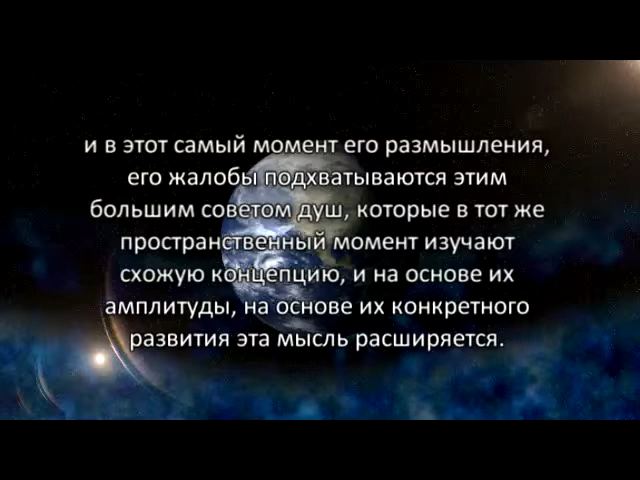 и в этот самый момент его размышления,
его жалобы подхватываются этим
большим советом душ, которые в тот же
пространственный момент изучают
схожую концепцию, и на основе их
амплитуды, на основе их конкретного
развития эта мысль расширяется.